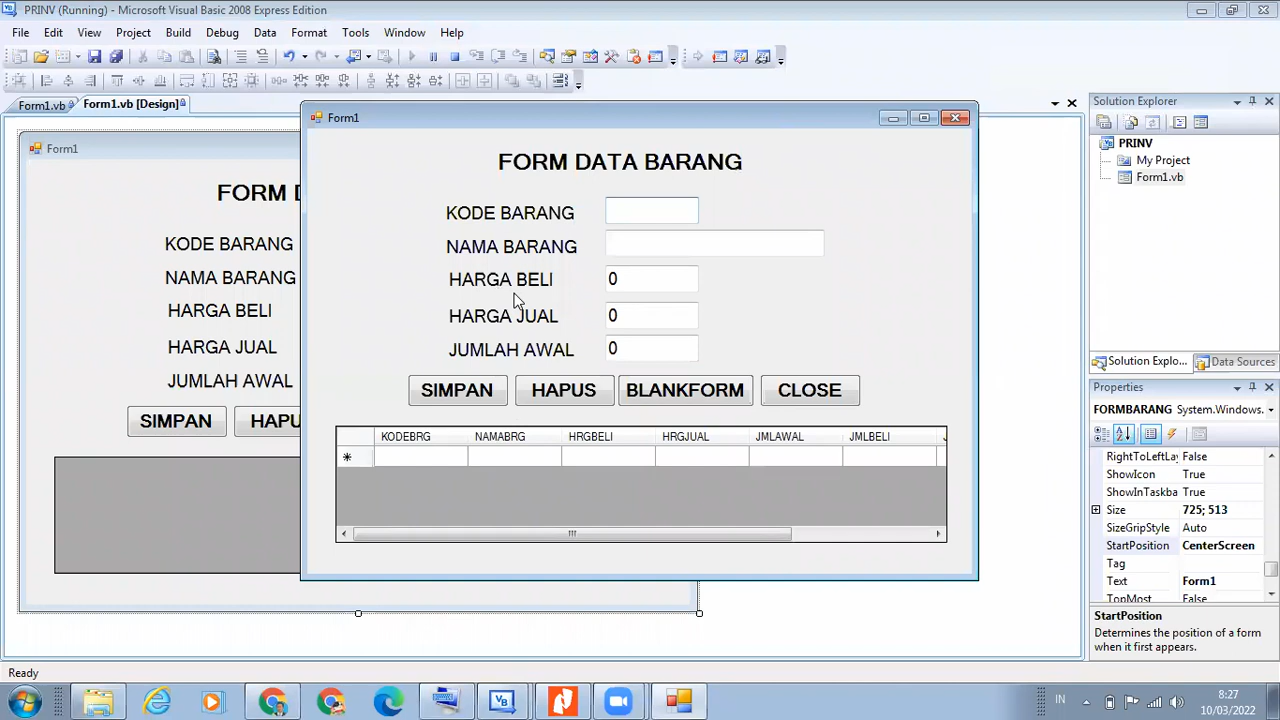 PRINV (Running) - Microsoft Visual Basic 2008 Express Edition
File Edit View Project Build Debug Data Format Tools Window Help
Form1.vb Form1.vb [Design]
Form1
FORM D
KODE BARANG
NAMA BARANG
HARGA BELI
HARGA JUAL
JUMLAH AWAL
SIMPAN HAPU
Form1
FORM DATA BARANG
KODE BARANG
NAMA BARANG
HARGA BELI 0
HARGA JUAL 0
JUMLAH AWAL 0
SIMPAN HAPUS BLANKFORM CLOSE
KODEBRG NAMABRG HRGBELI HRGJUAL JMLAWAL JMLBELI
Solution Explorer
PRINV
My Project
Form1.vb
Solution Explo... Data Sources
Properties
FORMBARANG System.Windows.
RightToLeftLay False
ShowIcon True
ShowInTaskba True
Size 725; 513
SizeGripStyle Auto
StartPosition CenterScreen
Tag
Text Form1
TopMost False
StartPosition
Determines the position of a form
when it first appears.
Ready
IN
8:27
10/03/2022